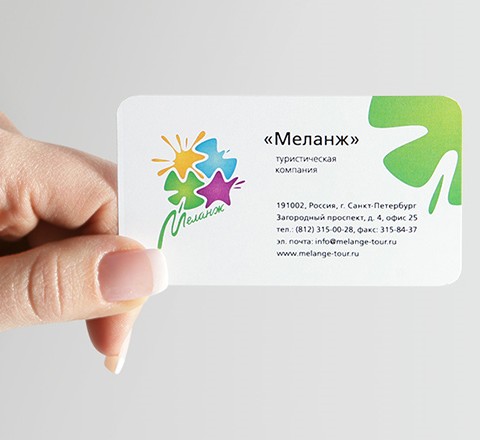 Меланж
«Меланж»
туристическая
компания
191002, Россия, г. Санкт-Петербург
Загородный проспект, д. 4, офис 25
тел.: (812) 315-00-28, факс: 315-84-37
эл. почта: info@melange-tour.ru
www.melange-tour.ru